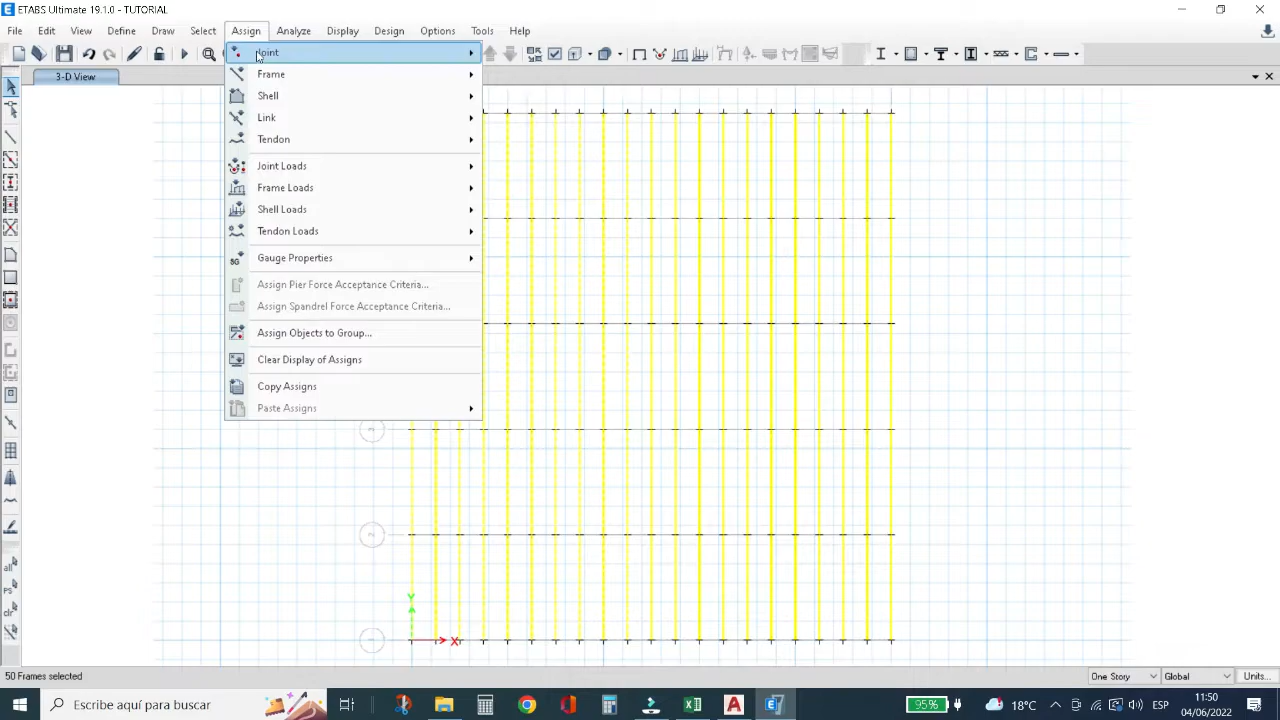 ETABS Ultimate 19.1.0 - TUTORIAL
File Edit View Define Draw Select Assign Analyze Display Design Options Tools Help
3-D View
Joint
Frame
Shell
Link
Tendon
Joint Loads
Frame Loads
Shell Loads
Tendon Loads
Gauge Properties
Assign Pier Force Acceptance Criteria...
Assign Spandrel Force Acceptance Criteria...
Assign Objects to Group...
Clear Display of Assigns
Copy Assigns
Paste Assigns
all
PS
clr
Y
X
50 Frames selected
One Story Global Units...
Escribe aquí para buscar
95% 18°C ESP 11:50
04/06/2022